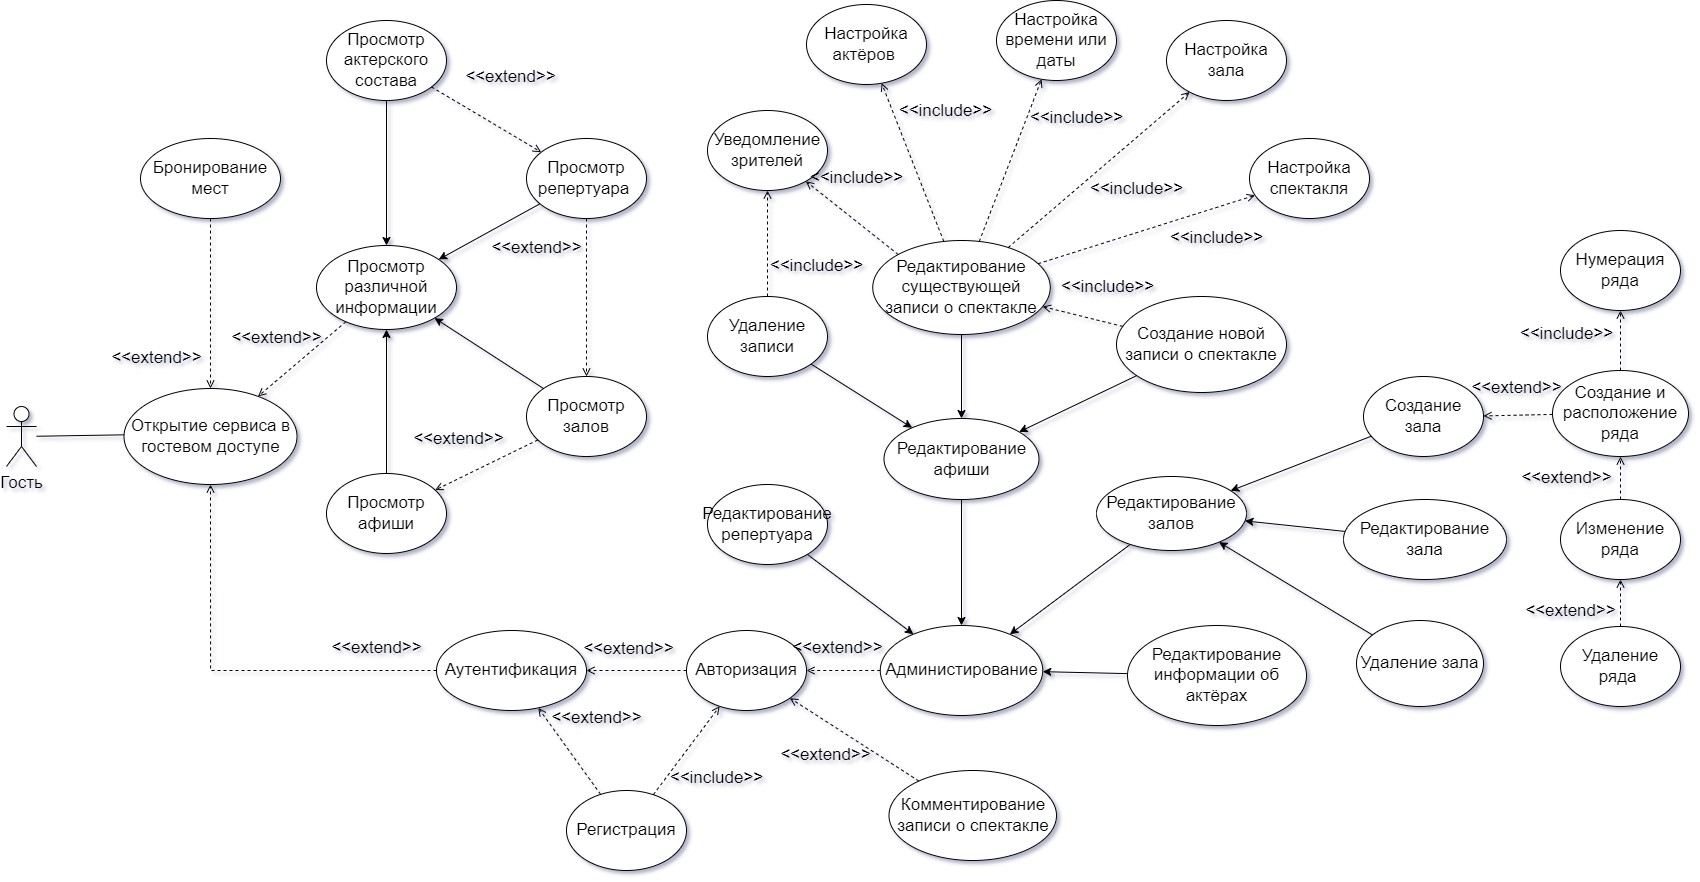 Просмотр
актерского
состава
<<extend>>
Бронирование
мест
Просмотр
репертуара
<<extend>>
Просмотр
различной
информации
<<extend>>
<<extend>>
Открытие сервиса в
гостевом доступе
Гость
Просмотр
залов
<<extend>>
Просмотр
афиши
Настройка
актёров
Настройка
времени или
даты
Настройка
зала
<<include>>
<<include>>
Уведомление
зрителей
<<include>>
<<include>>
Настройка
спектакля
<<include>>
<<include>>
Редактирование
существующей
записи о спектакле
<<include>>
Удаление
записи
Создание новой
записи о спектакле
Редактирование
афиши
Нумерация
ряда
<<include>>
Создание
зала
<<extend>>
Создание и
расположение
ряда
<<extend>>
Редактирование
репертуара
Редактирование
залов
Редактирование
зала
Изменение
ряда
<<extend>>
Удаление зала
Удаление
ряда
<<extend>>
Аутентификация
<<extend>>
Авторизация
<<extend>>
Администирование
Редактирование
информации об
актёрах
<<extend>>
<<include>>
<<extend>>
Регистрация
Комментирование
записи о спектакле